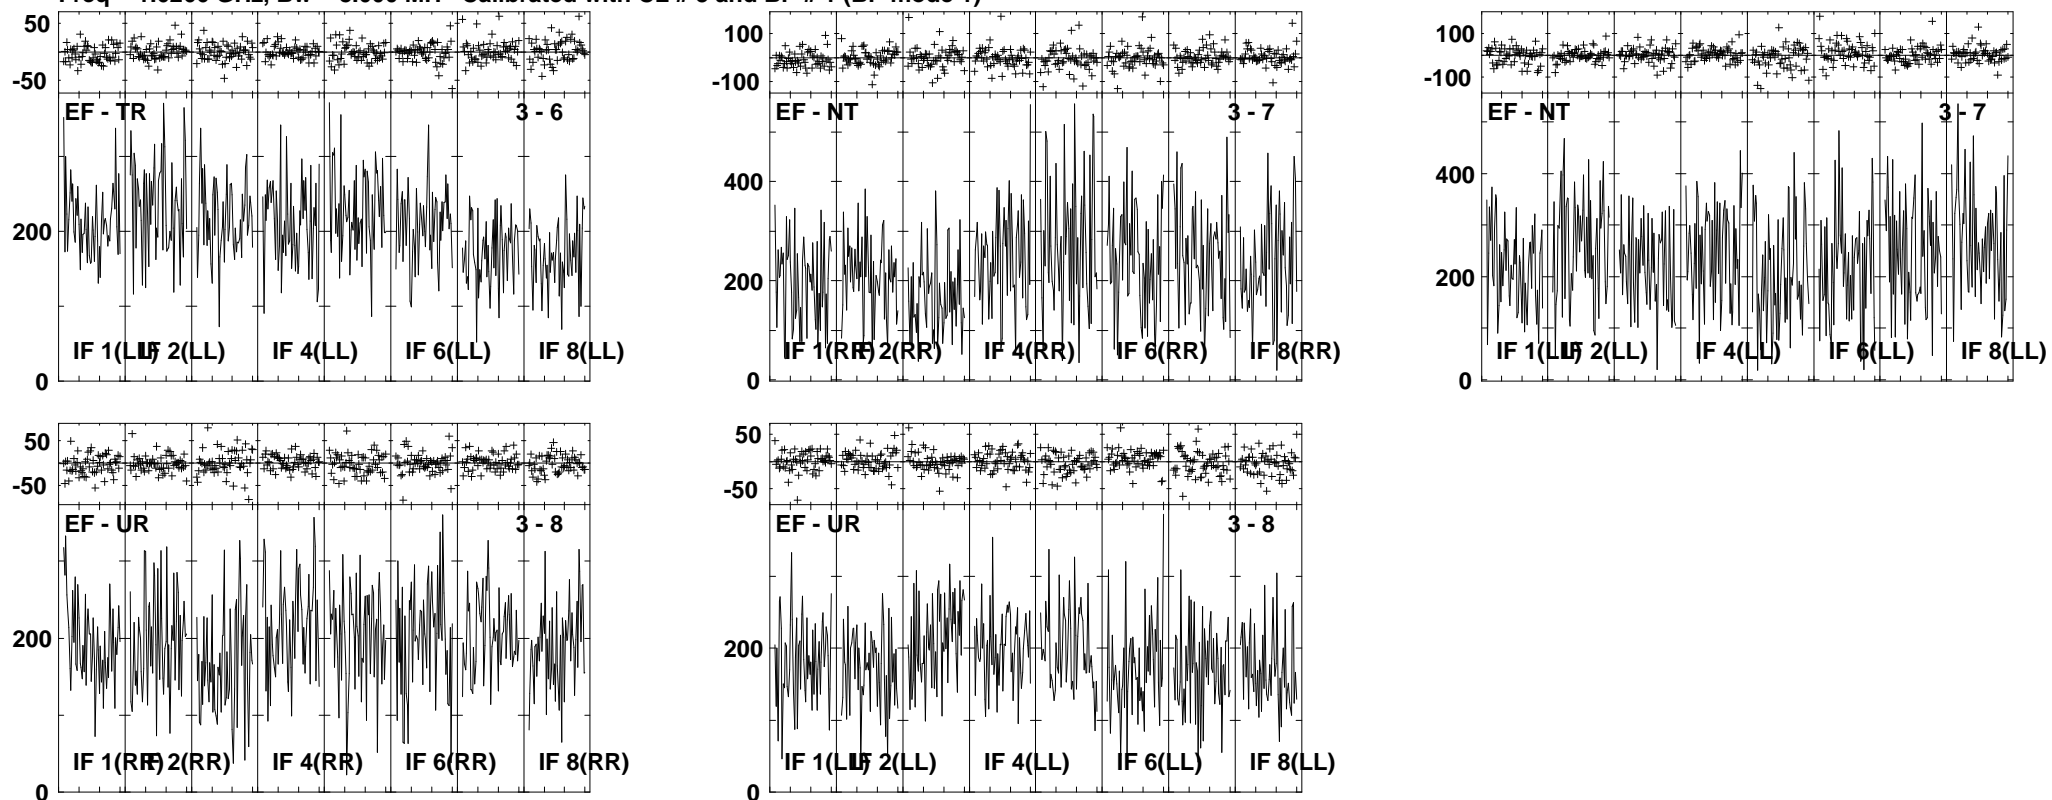 50
-50
EF - TR 3 - 6
200
0
IF 1(LL) IF 2(LL) IF 4(LL) IF 6(LL) IF 8(LL)
100
-100
EF - NT 3 - 7
400
200
0
IF 1(RR) IF 2(RR) IF 4(RR) IF 6(RR) IF 8(RR)
100
-100
EF - NT 3 - 7
400
200
0
IF 1(LL) IF 2(LL) IF 4(LL) IF 6(LL) IF 8(LL)
50
-50
EF - UR 3 - 8
200
0
IF 1(RR) IF 2(RR) IF 4(RR) IF 6(RR) IF 8(RR)
50
-50
EF - UR 3 - 8
200
0
IF 1(LL) IF 2(LL) IF 4(LL) IF 6(LL) IF 8(LL)